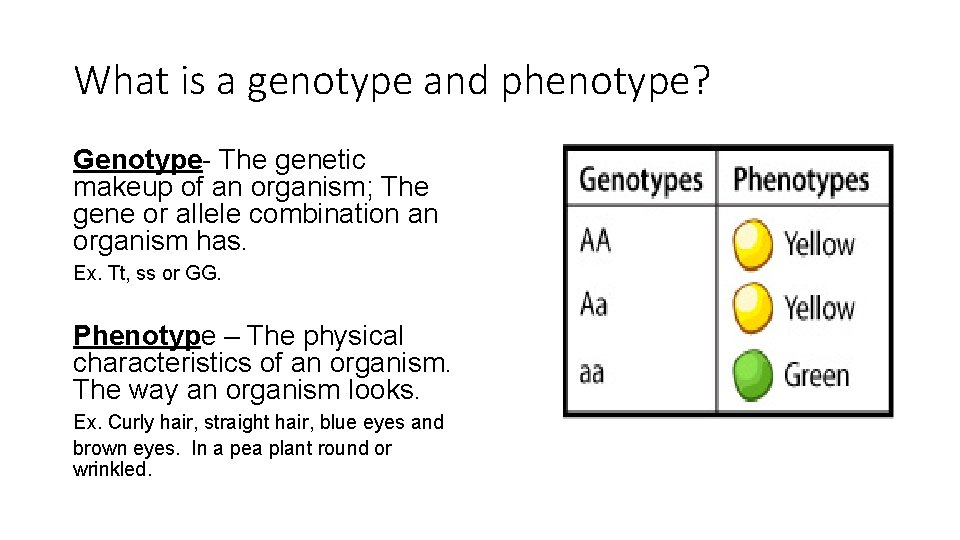 What is a genotype and phenotype?
Genotype- The genetic
makeup of an organism; The
gene or allele combination an
organism has.
Ex. Tt, ss or GG.
Phenotype – The physical
characteristics of an organism.
The way an organism looks.
Ex. Curly hair, straight hair, blue eyes and
brown eyes. In a pea plant round or
wrinkled.
Genotypes Phenotypes
AA Yellow
Aa Yellow
aa Green